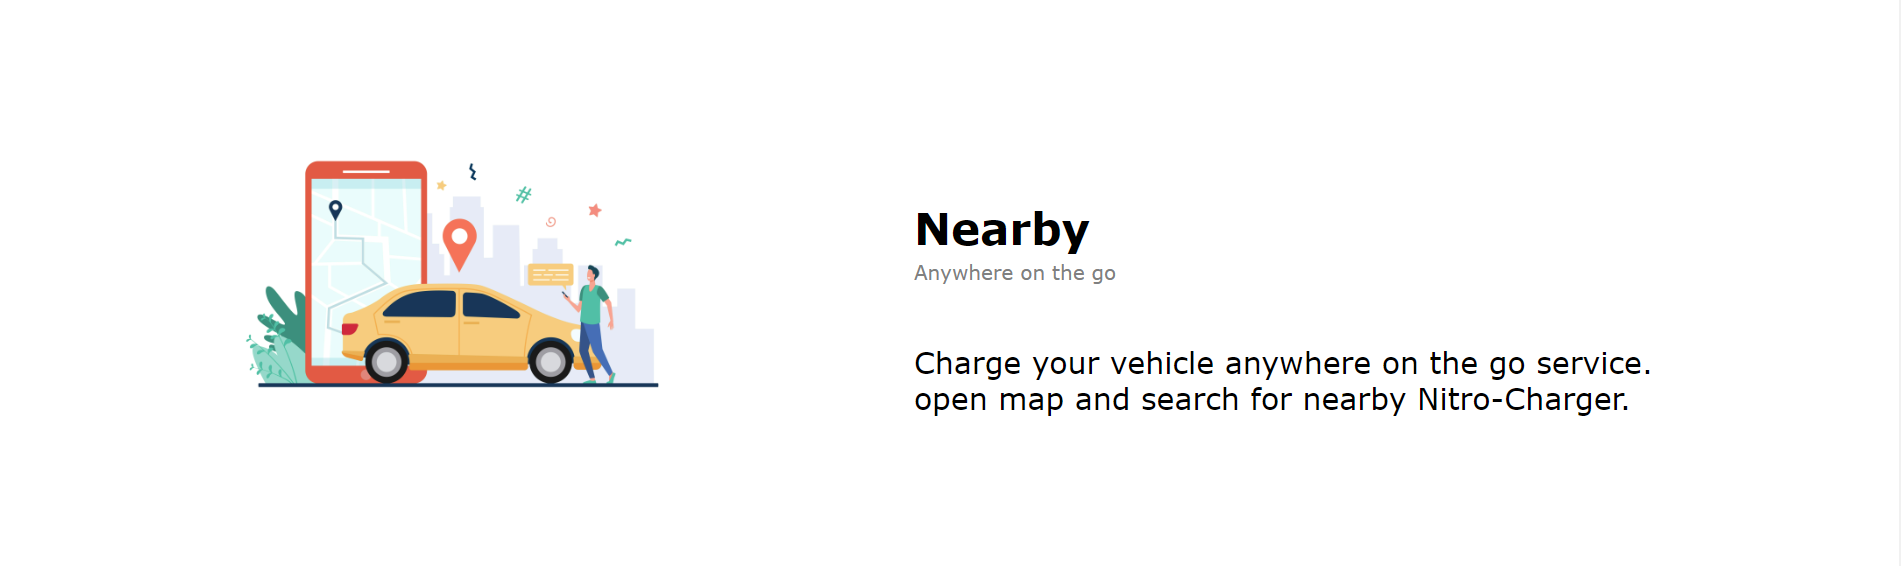 Nearby
Anywhere on the go
Charge your vehicle anywhere on the go service.
open map and search for nearby Nitro-Charger.